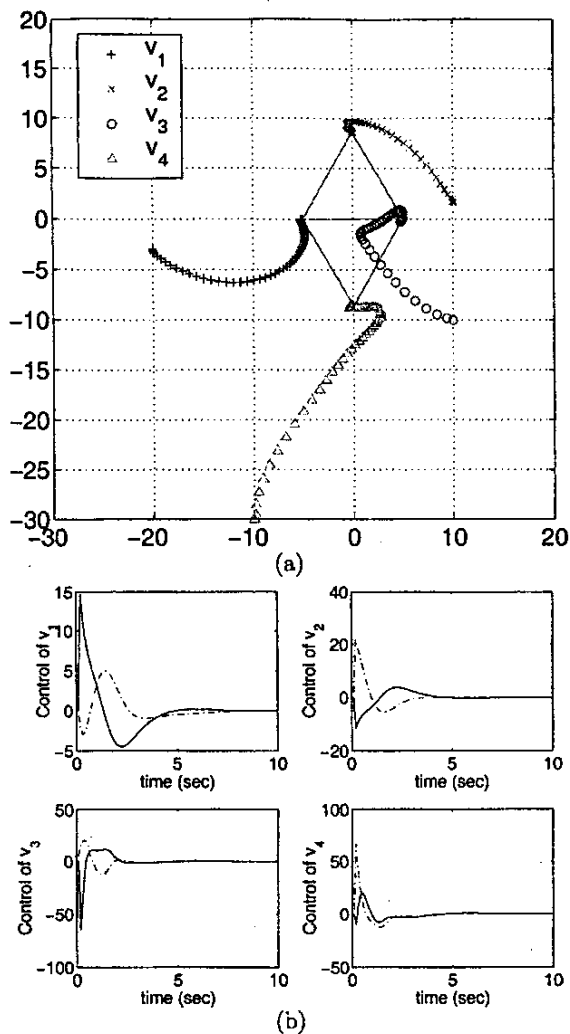 20
15
10
5
0
−5
−10
−15
−20
−25
−30
v1
v2
v3
v4
−30 −20 −10 0 10 20
(a)
Control of v1
15
10
5
0
−5
0 5 10
time (sec)
Control of v2
40
20
0
−20
0 5 10
time (sec)
Control of v3
50
0
−50
−100
0 5 10
time (sec)
Control of v4
100
50
0
−50
0 5 10
time (sec)
(b)